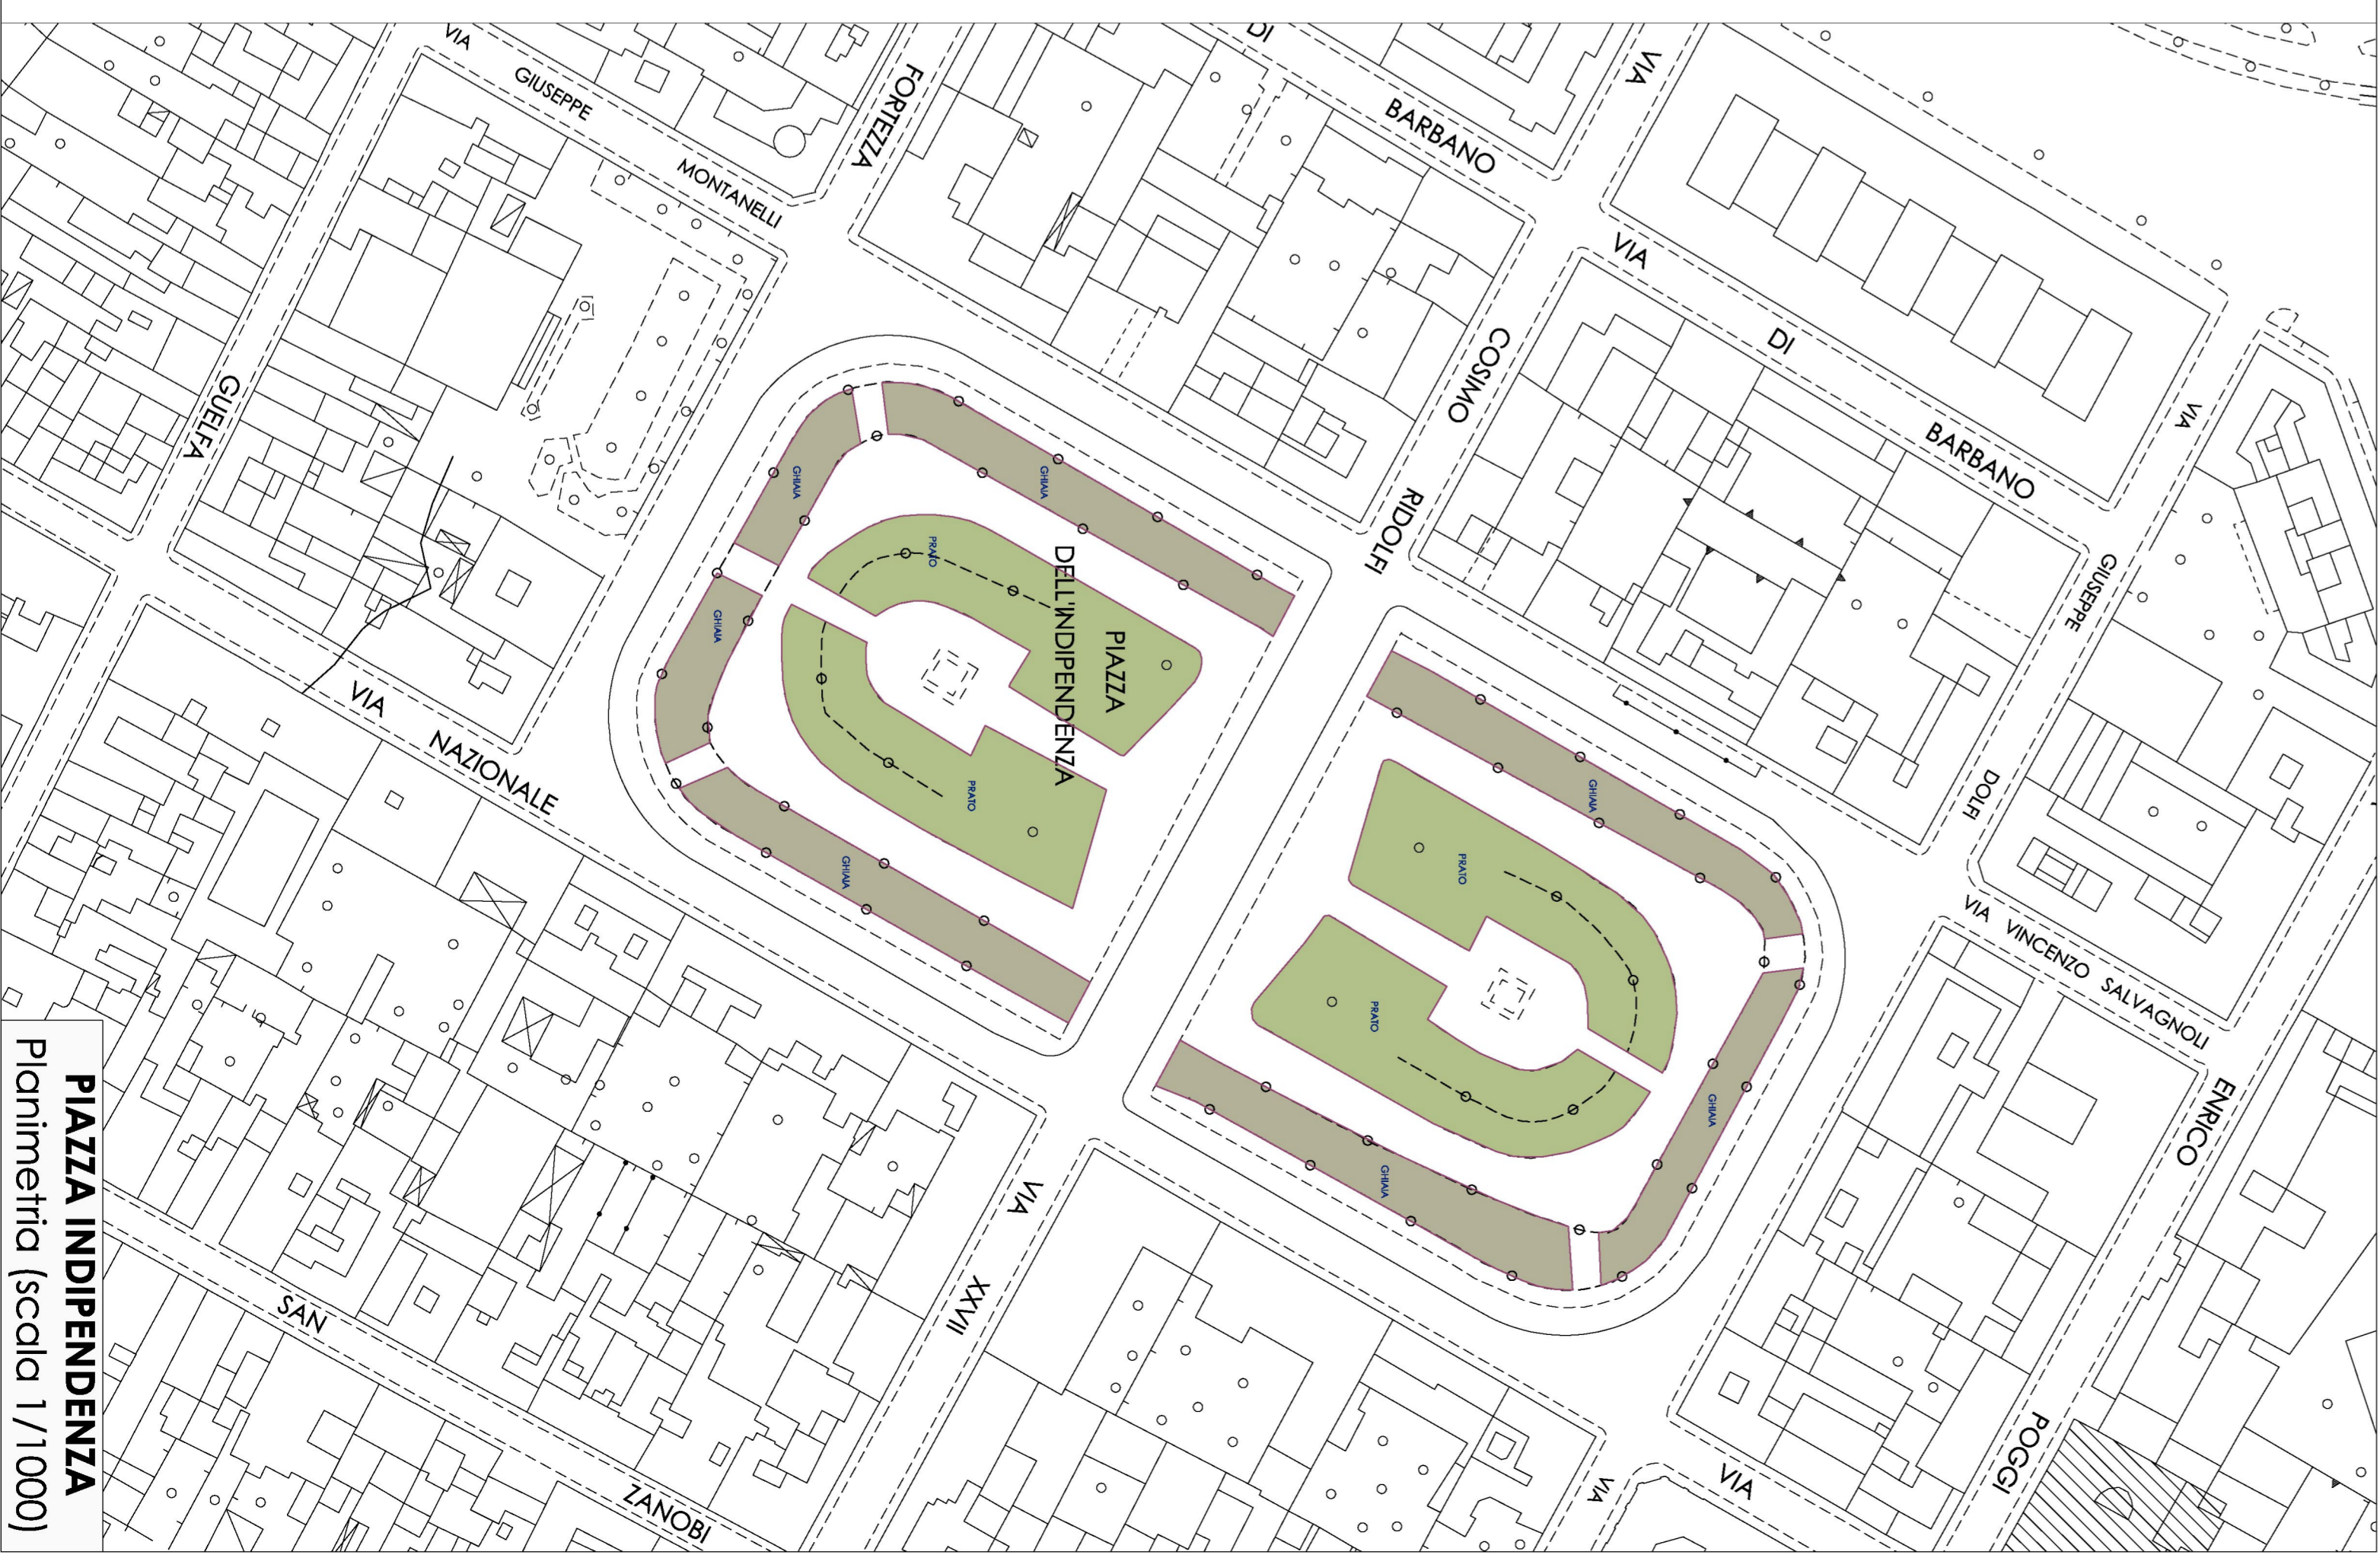 PIAZZA INDIPENDENZA
Planimetria (scala 1/1000)
VIA
GIUSEPPE
MONTANELLI
FORTEZZA
DI
BARBANO
VIA
COSIMO
RIDOLFI
VIA
DI
BARBANO
VIA
GIUSEPPE
DOLFI
VIA VINCENZO SALVAGNOLI
ENRICO
POGGI
GUELFA
VIA
NAZIONALE
PIAZZA
DELL'INDIPENDENZA
GHIAIA
GHIAIA
GHIAIA
GHIAIA
PRATO
PRATO
GHIAIA
GHIAIA
GHIAIA
PRATO
PRATO
VIA
XXVII
SAN
ZANOBI
VIA
VIA